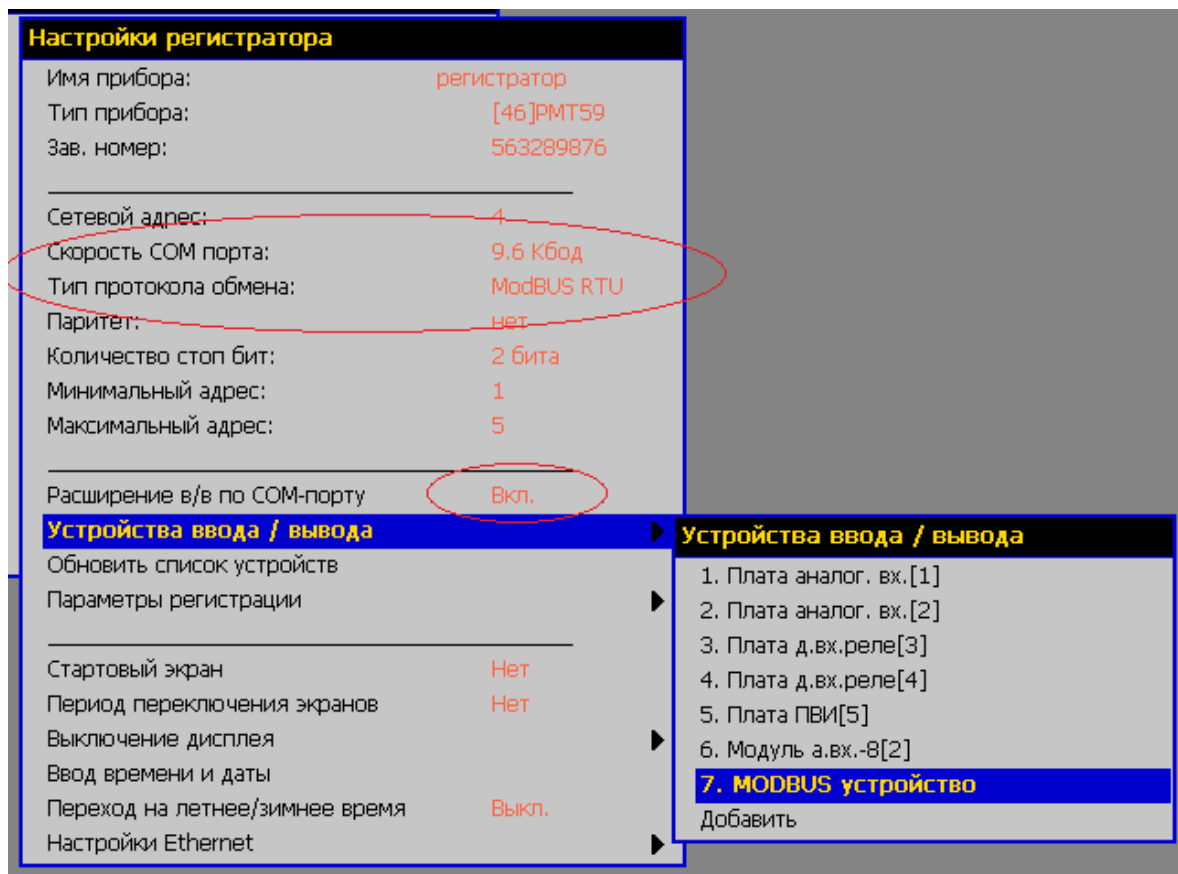 Настройки регистратора
Имя прибора: регистратор
Тип прибора: [46]РМТ59
Зав. номер: 563289876
Сетевой адрес: 4
Скорость COM порта: 9.6 Кбод
Тип протокола обмена: ModBUS RTU
Паритет: нет
Количество стоп бит: 2 бита
Минимальный адрес: 1
Максимальный адрес: 5
Расширение в/в по COM-порту Вкл.
Устройства ввода / вывода
Обновить список устройств
Параметры регистрации
Стартовый экран Нет
Период переключения экранов Нет
Выключение дисплея
Ввод времени и даты
Переход на летнее/зимнее время Выкл.
Настройки Ethernet
Устройства ввода / вывода
1. Плата аналог. вх.[1]
2. Плата аналог. вх.[2]
3. Плата д.вх.реле[3]
4. Плата д.вх.реле[4]
5. Плата ПВИ[5]
6. Модуль а.вх.-8[2]
7. MODBUS устройство
Добавить